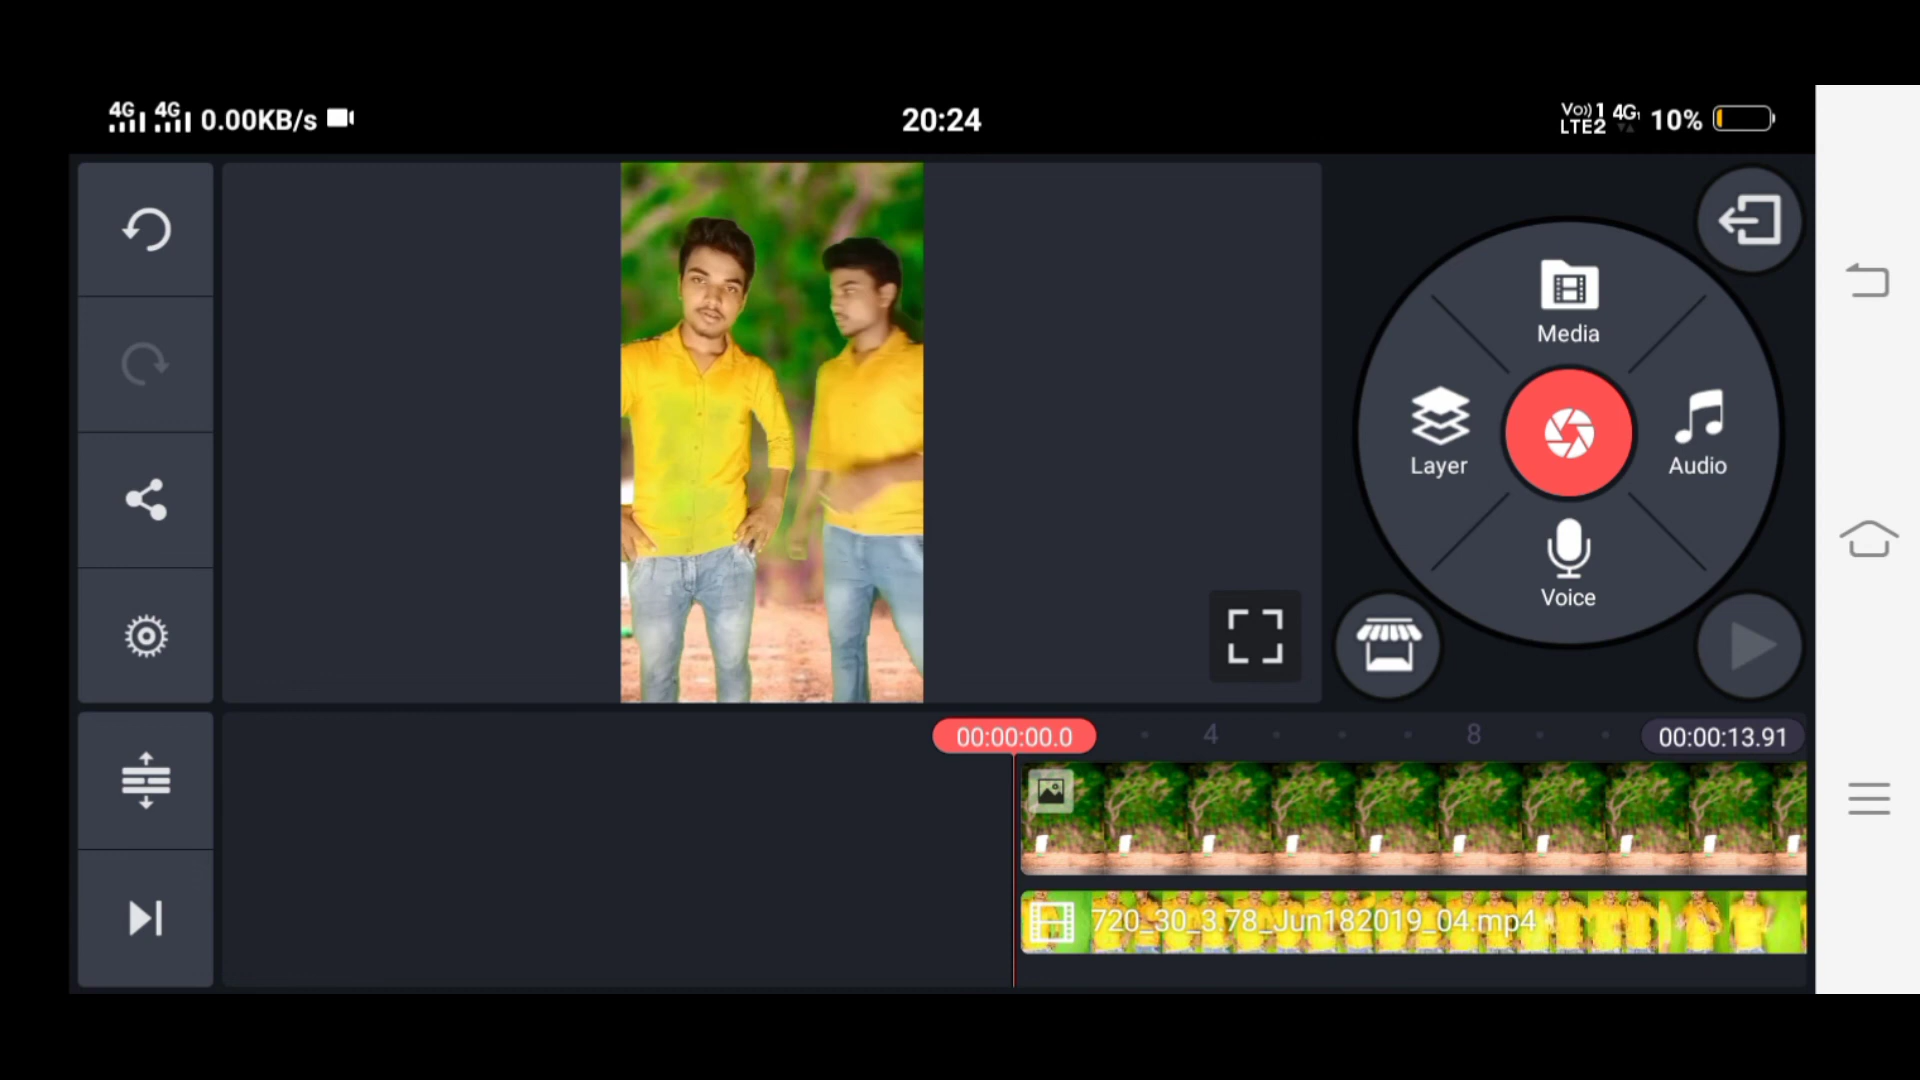 4G 4G 0.00KB/s
20:24
Vo)) 1 4G
LTE2
10%
Media
Layer
Audio
Voice
00:00:00.0
4
8
00:00:13.91
720_30_3.78_Jun182019_04.mp4